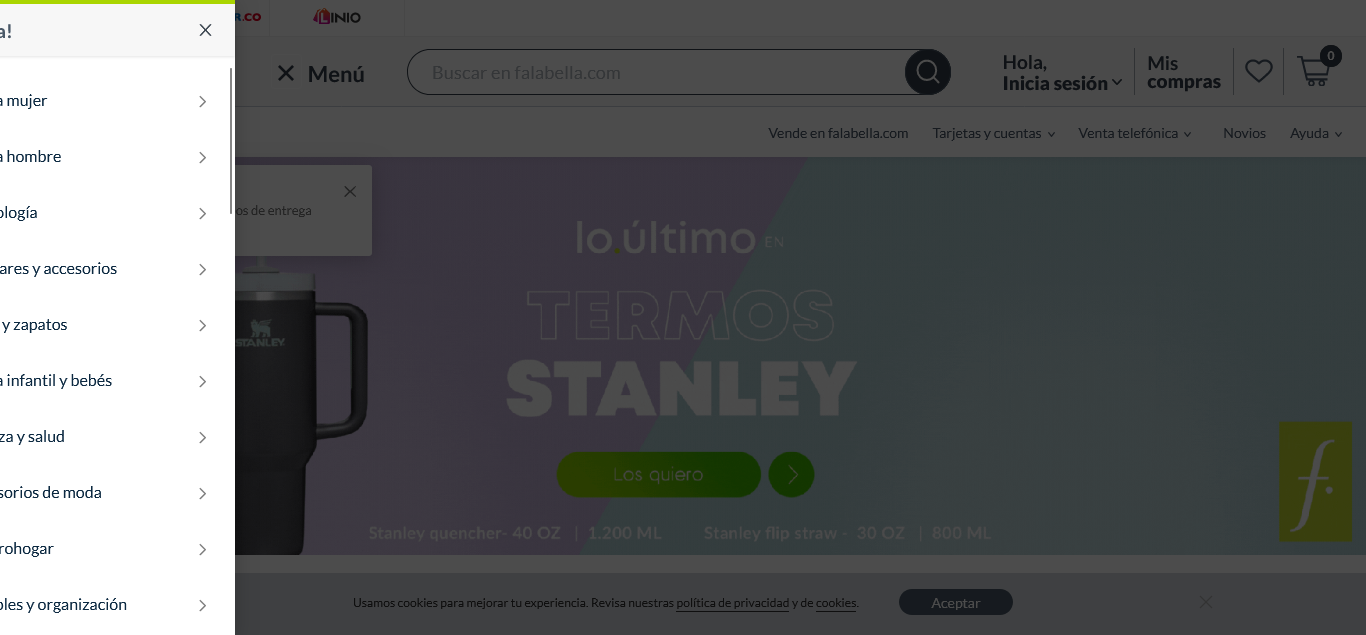 R.CO
LINIO
a!
Menú
Buscar en falabella.com
Hola,
Inicia sesión
Mis
compras
0
Vende en falabella.com
Tarjetas y cuentas
Venta telefónica
Novios
Ayuda
a mujer
a hombre
ología
ares y accesorios
y zapatos
a infantil y bebés
za y salud
sorios de moda
rohogar
les y organización
os de entrega
lo.último EN
TERMOS
STANLEY
STANLEY
Los quiero
Stanley quencher- 40 OZ | 1.200 ML
Stanley flip straw - 30 OZ | 800 ML
f.
Usamos cookies para mejorar tu experiencia. Revisa nuestras política de privacidad y de cookies.
Aceptar